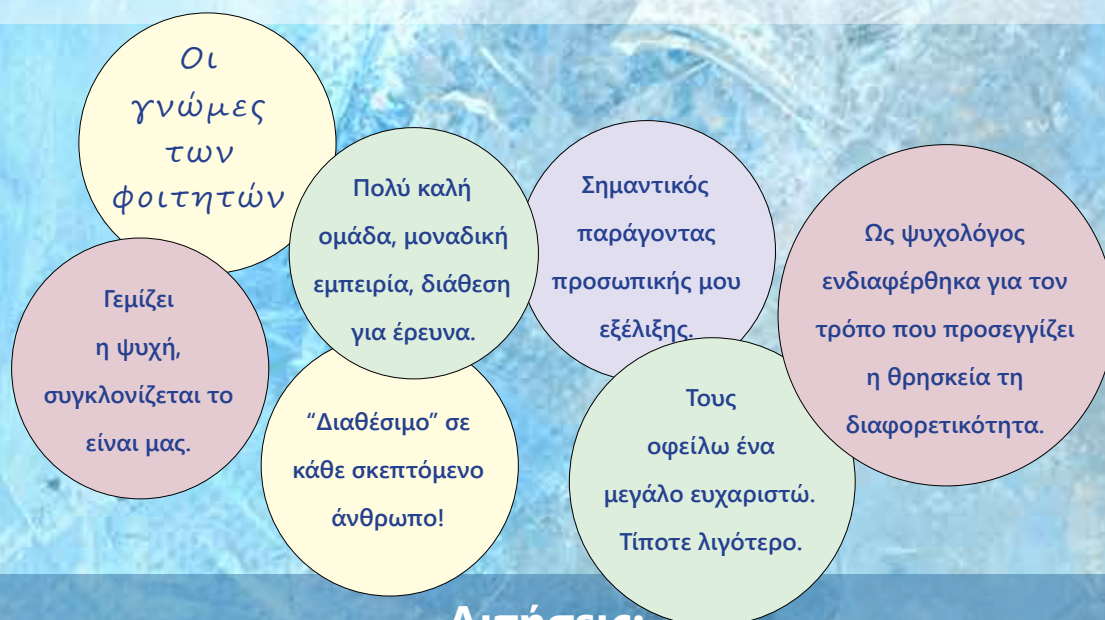 Οι
γνώμες
των
φοιτητών
Πολύ καλή
ομάδα, μοναδική
εμπειρία, διάθεση
για έρευνα.
Σημαντικός
παράγοντας
προσωπικής μου
εξέλιξης.
Ως ψυχολόγος
ενδιαφέρθηκα για τον
τρόπο που προσεγγίζει
η θρησκεία τη
διαφορετικότητα.
Γεμίζει
η ψυχή,
συγκλονίζεται το
είναι μας.
“Διαθέσιμο” σε
κάθε σκεπτόμενο
άνθρωπο!
Τους
οφείλω ένα
μεγάλο ευχαριστώ.
Τίποτε λιγότερο.
Αιτήσεις: